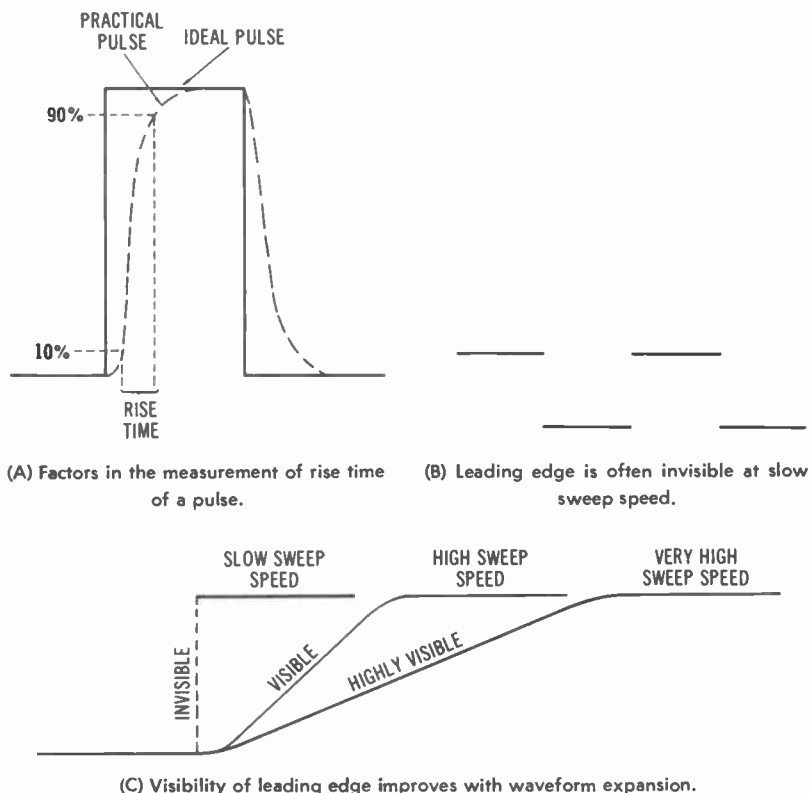 PRACTICAL
PULSE
IDEAL PULSE
90%
10%
RISE
TIME
(A) Factors in the measurement of rise time
of a pulse.
(B) Leading edge is often invisible at slow
sweep speed.
SLOW SWEEP
SPEED
HIGH SWEEP
SPEED
VERY HIGH
SWEEP SPEED
INVISIBLE
VISIBLE
HIGHLY VISIBLE
(C) Visibility of leading edge improves with waveform expansion.